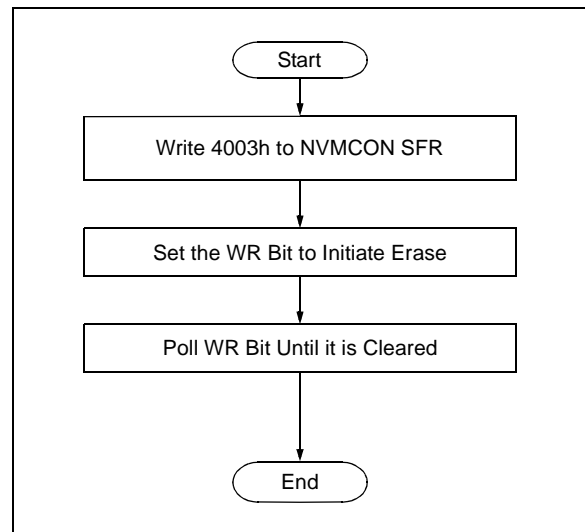 Start
Write 4003h to NVMCON SFR
Set the WR Bit to Initiate Erase
Poll WR Bit Until it is Cleared
End